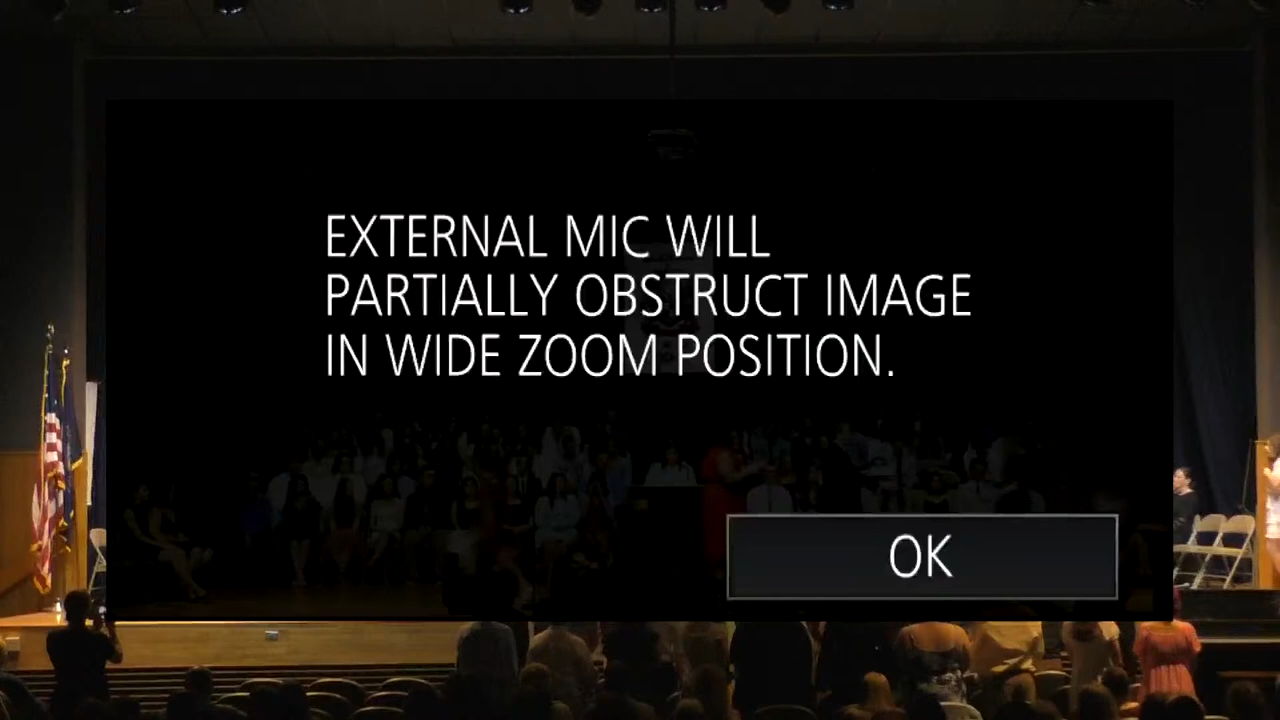 EXTERNAL MIC WILL
PARTIALLY OBSTRUCT IMAGE
IN WIDE ZOOM POSITION.
OK